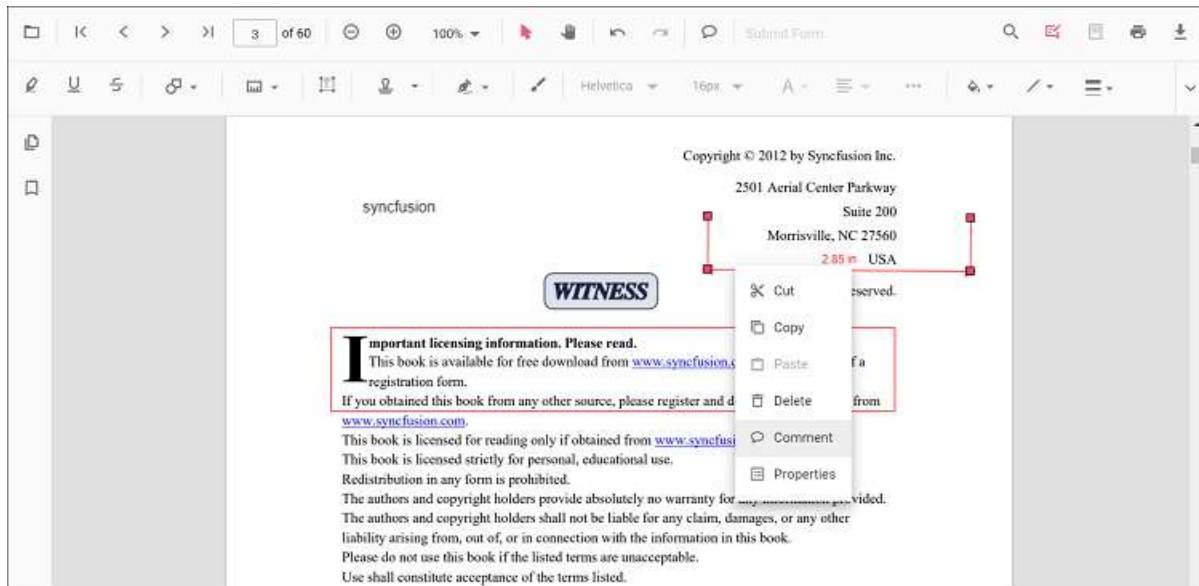 3 of 60 100% Submit Form
Helvetica 16px A
Copyright © 2012 by Syncfusion Inc.
2501 Aerial Center Parkway
syncfusion
Suite 200
Morrisville, NC 27560
2.85 in USA
WITNESS
eserved.
Cut
Copy
Paste
Delete
Comment
Properties
Important licensing information. Please read.
This book is available for free download from www.syncfusion. f a
registration form.
If you obtained this book from any other source, please register and d from
www.syncfusion.com.
This book is licensed for reading only if obtained from www.syncfusi
This book is licensed strictly for personal, educational use.
Redistribution in any form is prohibited.
The authors and copyright holders provide absolutely no warranty for any information provided.
The authors and copyright holders shall not be liable for any claim, damages, or any other
liability arising from, out of, or in connection with the information in this book.
Please do not use this book if the listed terms are unacceptable.
Use shall constitute acceptance of the terms listed.